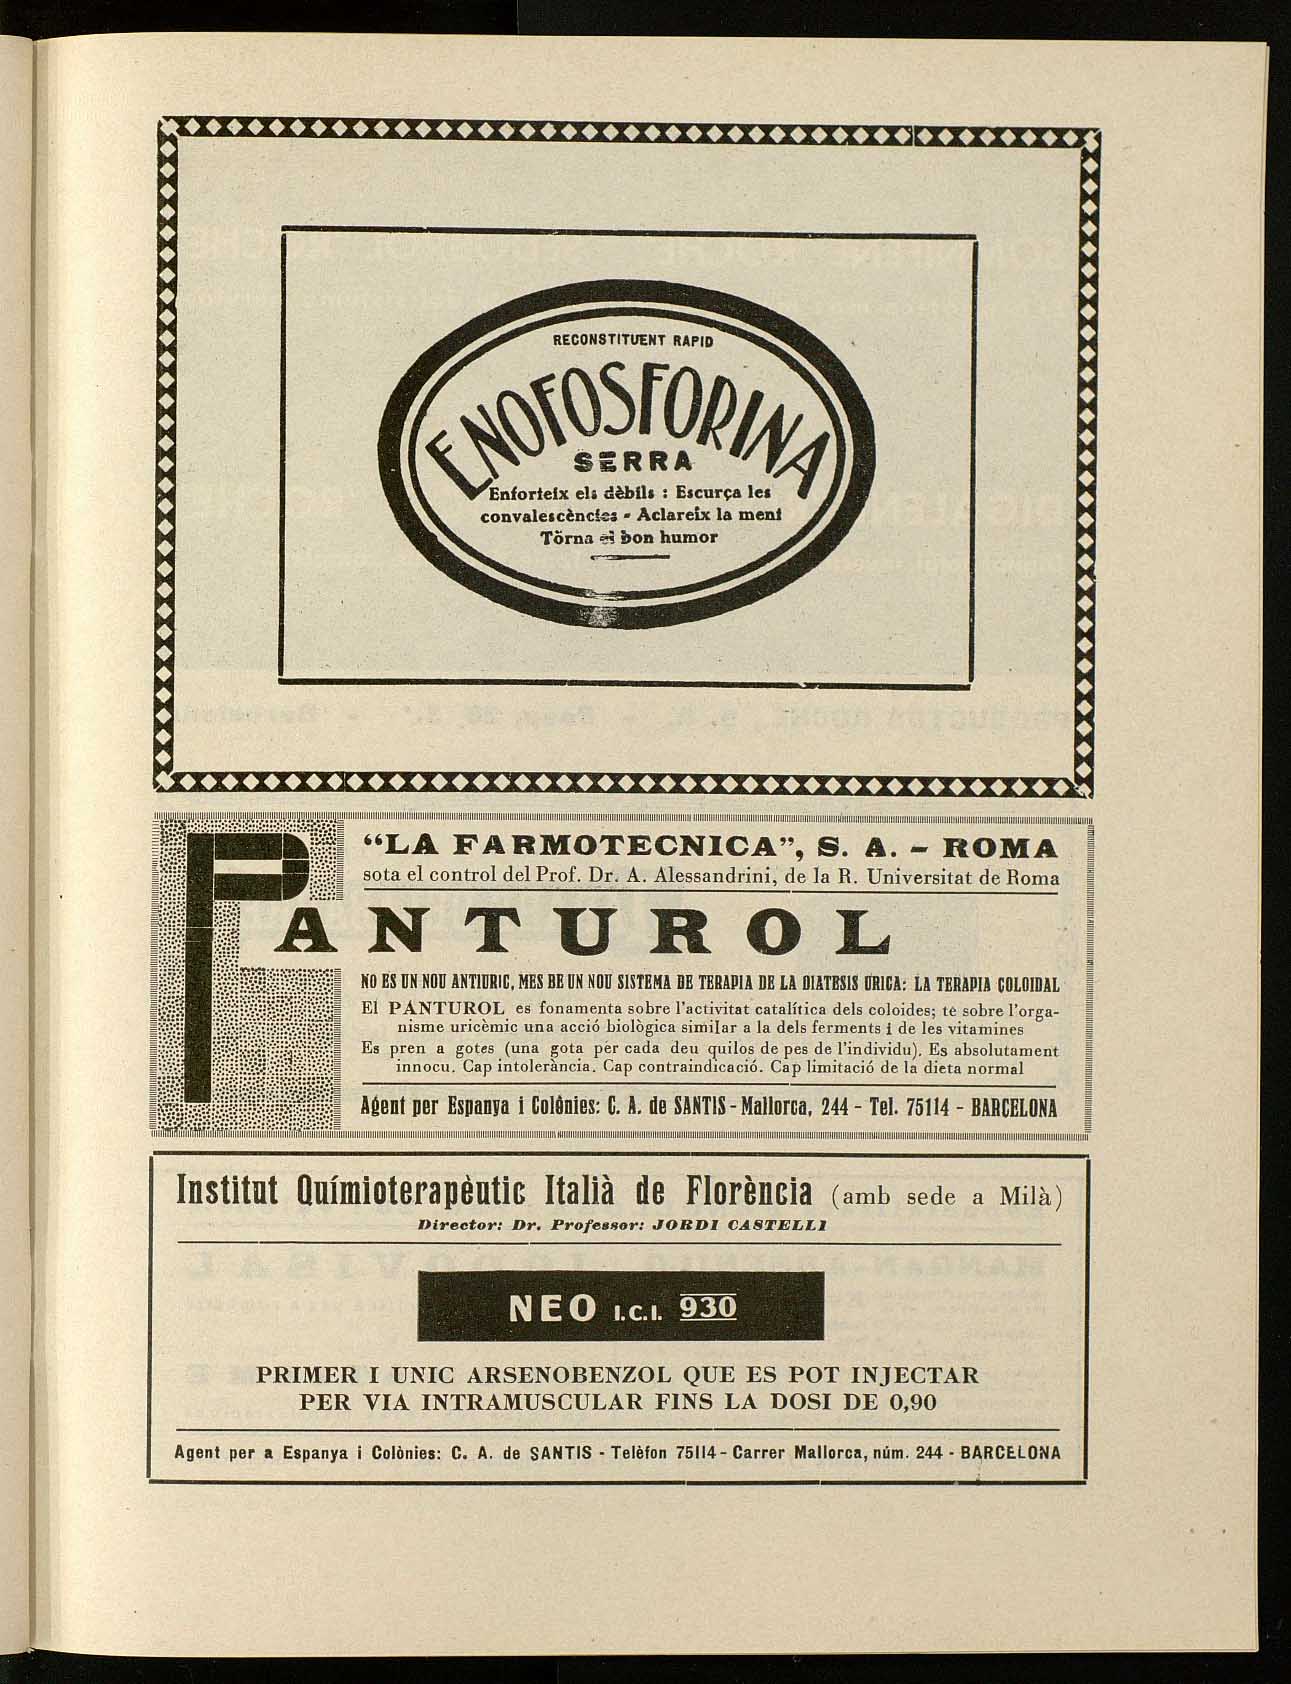 RECONSTITUENT RAPID
ENOFOSFORINA
SERRA
Enforteix els dèbils : Escurça les
convalescències - Aclareix la ment
Törna el bon humor
"LA FARMOTECNICA", S. A. - ROMA
sota el control del Prof. Dr. A. Alessandrini, de la R. Universitat de Roma
PANTUROL
NO ES UN NOU ANTIURIC, MES BE UN NOU SISTEMA DE TERAPIA DE LA DIATESIS URICA: LA TERAPIA COLOIDAL
El PANTUROL es fonamenta sobre l'activitat catalítica dels coloides; té sobre l'orga-
nisme uricèmic una acció biològica similar a la dels ferments i de les vitamines
Es pren a gotes (una gota per cada deu quilos de pes de l'individu). Es absolutament
innocu. Cap intolerància. Cap contraindicació. Cap limitació de la dieta normal
Agent per Espanya i Colònies: C. A. de SANTIS - Mallorca, 244 - Tel. 75114 - BARCELONA
Institut Químioterapèutic Italià de Florència (amb sede a Milà)
Director: Dr. Professor: JORDI CASTELLI
NEO I.C.I. 930
PRIMER I UNIC ARSENOBENZOL QUE ES POT INJECTAR
PER VIA INTRAMUSCULAR FINS LA DOSI DE 0,90
Agent per a Espanya i Colònies: C. A. de SANTIS - Telèfon 75114 - Carrer Mallorca, núm. 244 - BARCELONA